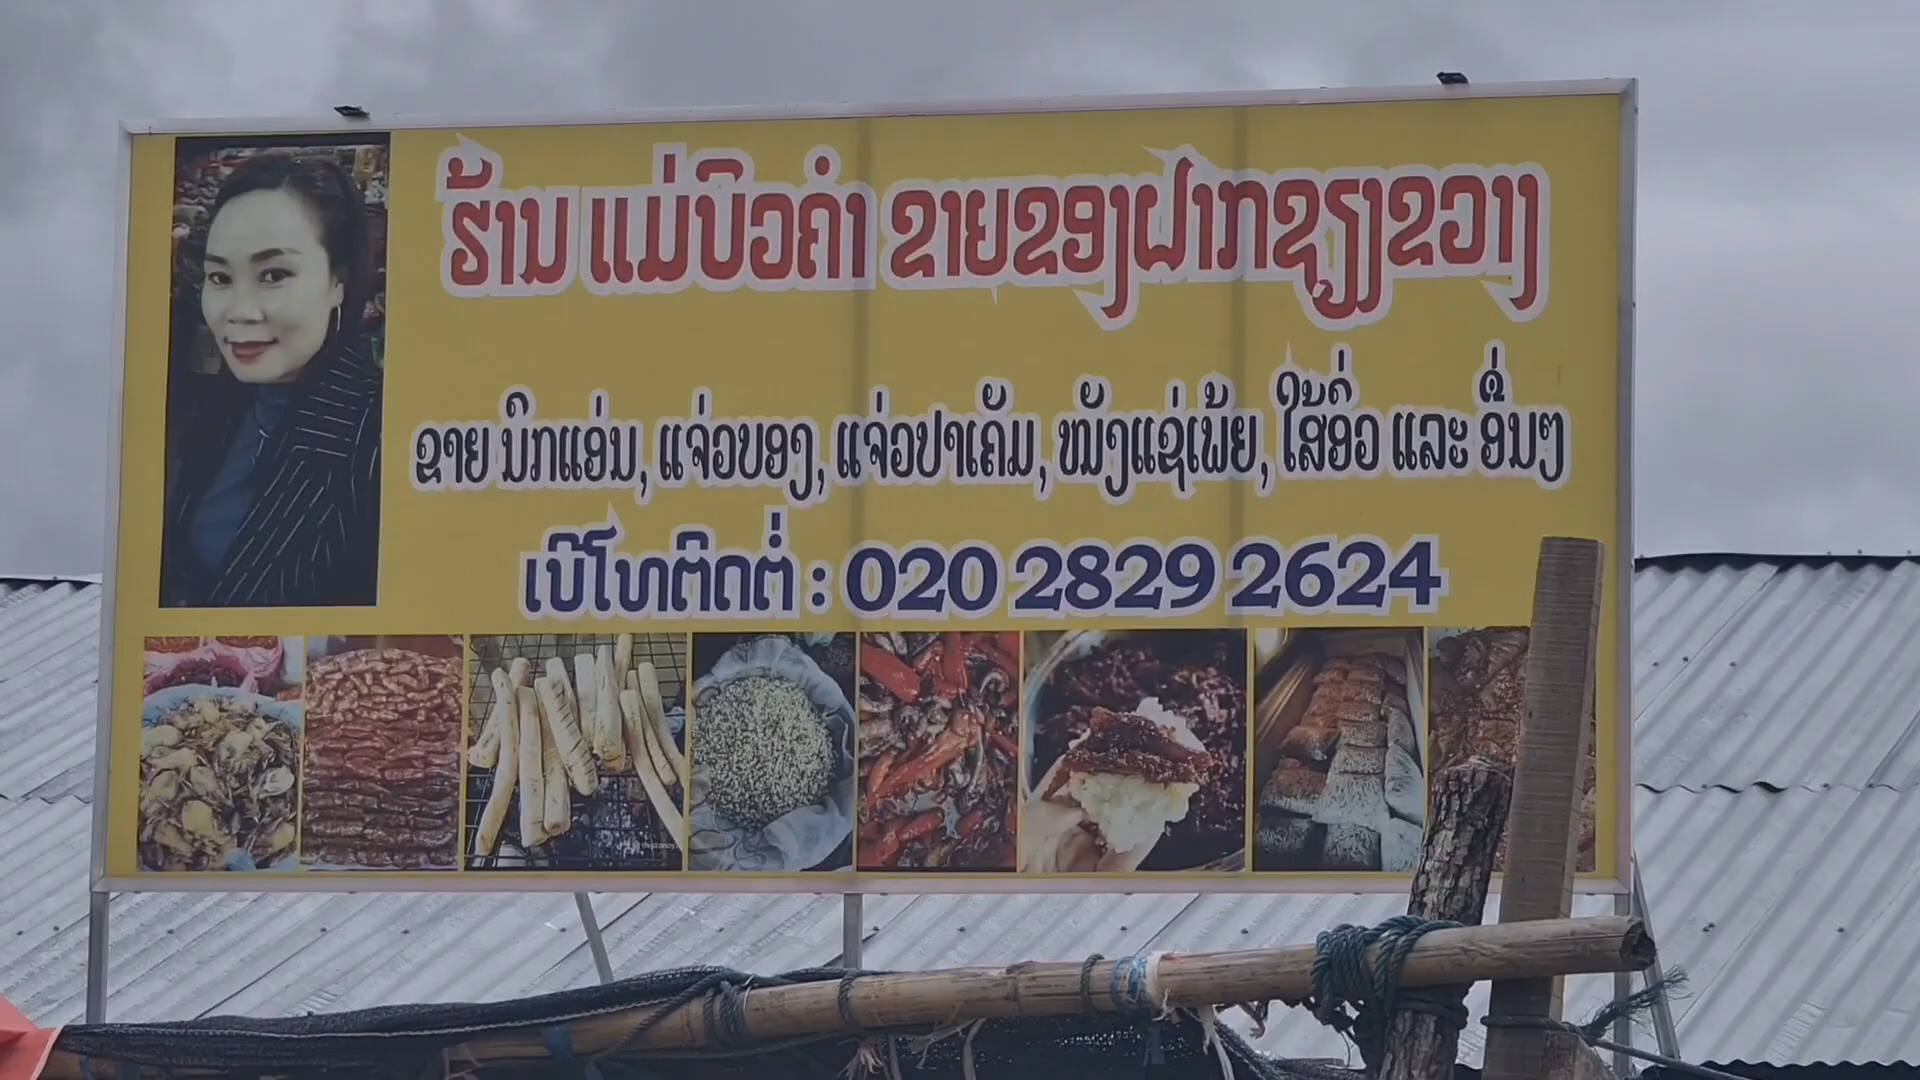 ຮ້ານ ແມ່ບົວຄຳ ຂາຍຂອງຝາກຊຽງຂວາງ
ຂາຍ ນົກແອ່ນ, ແຈ່ວບອງ, ແຈ່ວປາເຄັມ, ໜັງແຊ່ເພ້ຍ, ໃສ້ອົ່ວ ແລະ ອື່ນໆ
ເບີໂທຕິດຕໍ່ : 020 2829 2624